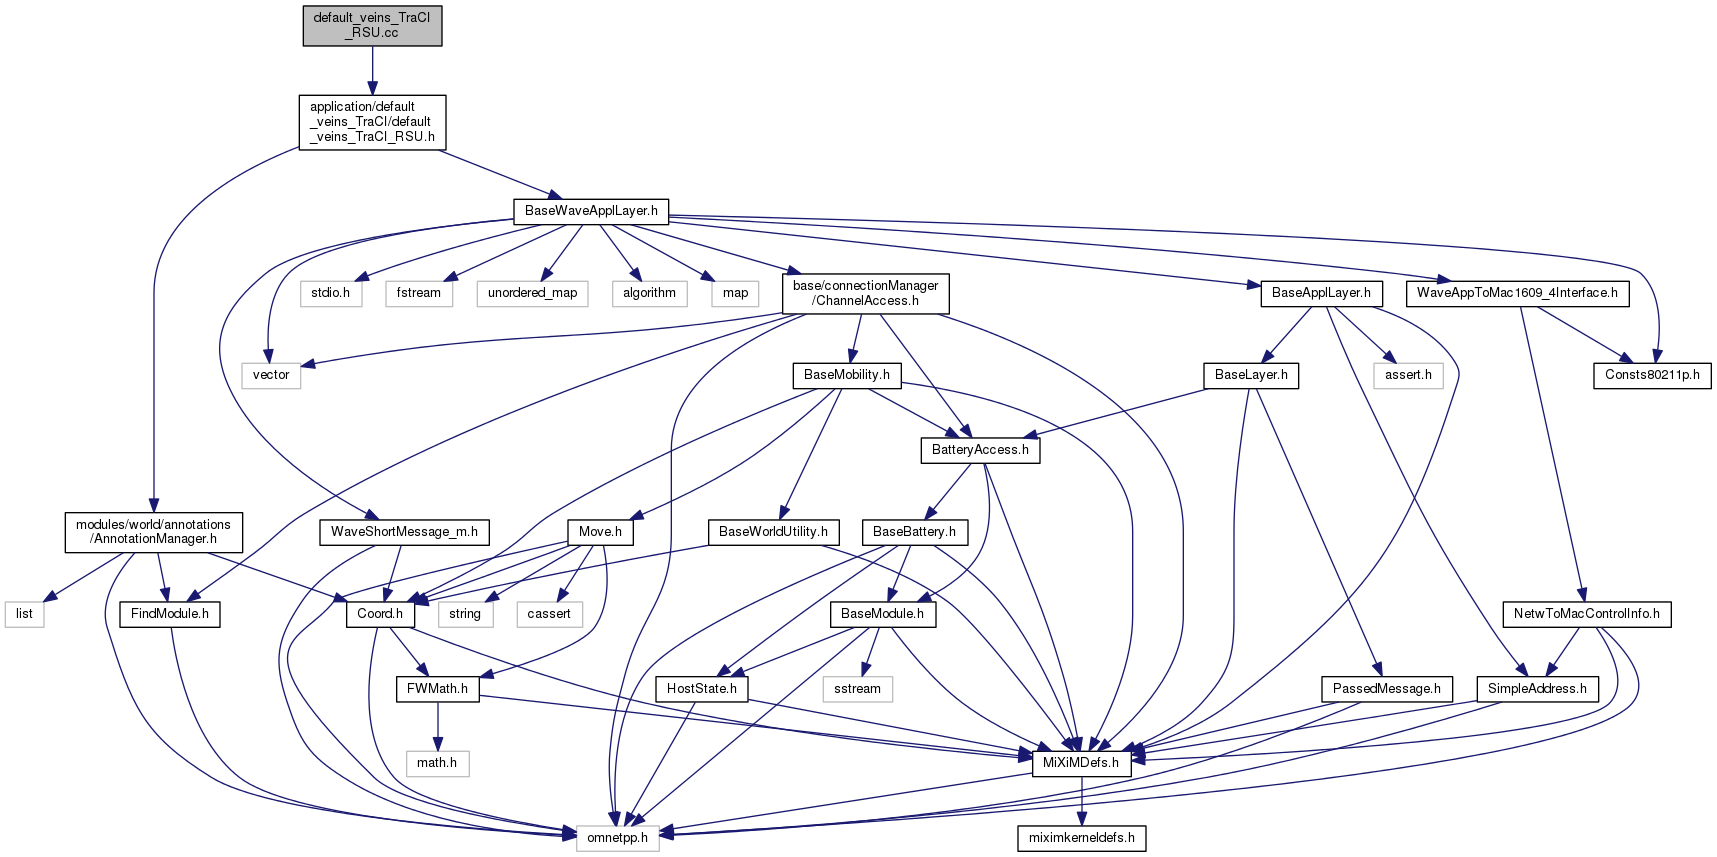 default_veins_TraCI
_RSU.cc
application/default
_veins_TraCI/default
_veins_TraCI_RSU.h
BaseWaveApplLayer.h
stdio.h
fstream
unordered_map
algorithm
map
base/connectionManager
/ChannelAccess.h
BaseApplLayer.h
WaveAppToMac1609_4Interface.h
vector
BaseMobility.h
BaseLayer.h
assert.h
Consts80211p.h
BatteryAccess.h
modules/world/annotations
/AnnotationManager.h
WaveShortMessage_m.h
Move.h
BaseWorldUtility.h
BaseBattery.h
list
FindModule.h
Coord.h
string
cassert
BaseModule.h
NetwToMacControlInfo.h
FWMath.h
HostState.h
sstream
PassedMessage.h
SimpleAddress.h
math.h
MiXiMDefs.h
omnetpp.h
miximkerneldefs.h